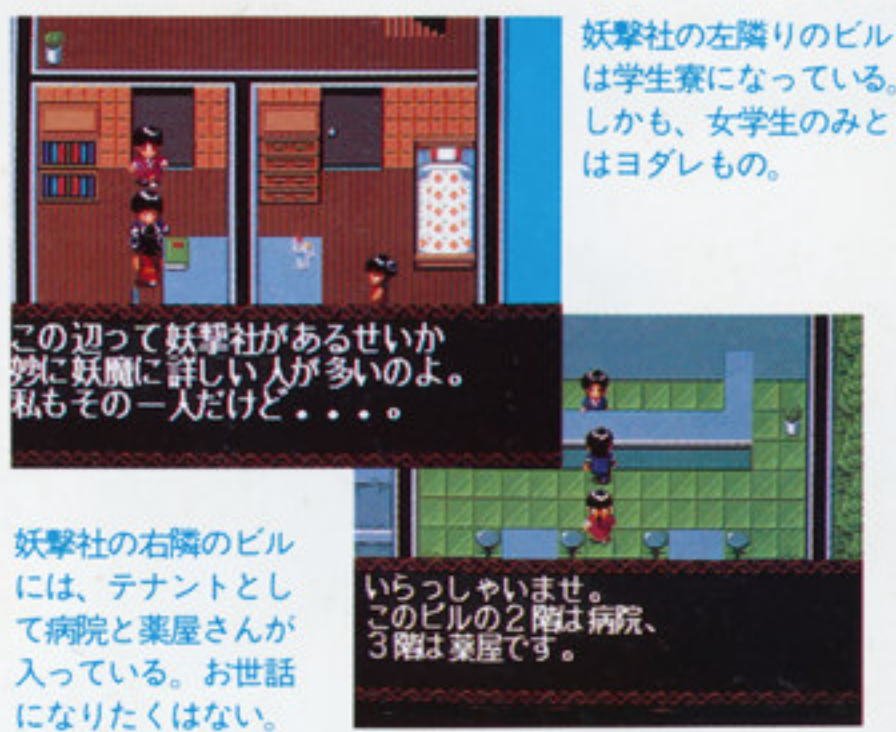 妖撃社の左隣りのビル
は学生寮になっている。
しかも、女学生のみと
はヨダレもの。
この辺って妖撃社があるせいか
妙に妖魔に詳しい人が多いのよ。
私もその一人だけど・・・・。
妖撃社の右隣のビル
には、テナントとし
て病院と薬屋さんが
入っている。お世話
になりたくはない。
いらっしゃいませ。
このビルの2階は病院、
3階は薬屋です。